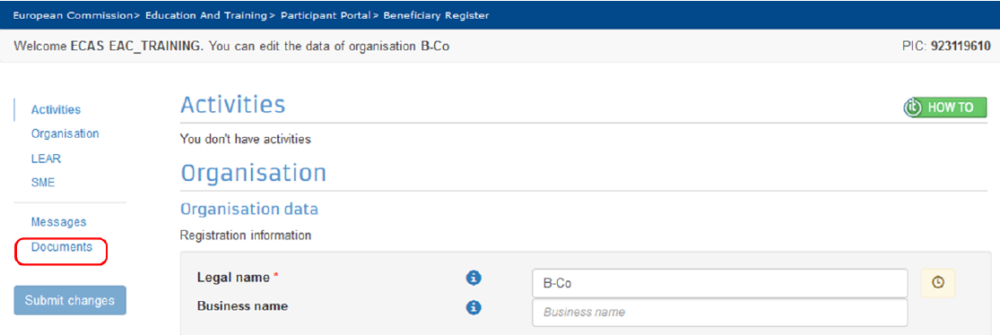 European Commission> Education And Training> Participant Portal> Beneficiary Register
Welcome ECAS EAC_TRAINING. You can edit the data of organisation B-Co
PIC: 923119610
Activities
Organisation
LEAR
SME
Messages
Documents
Submit changes
Activities
HOW TO
You don't have activities
Organisation
Organisation data
Registration information
Legal name *
B-Co
Business name
Business name